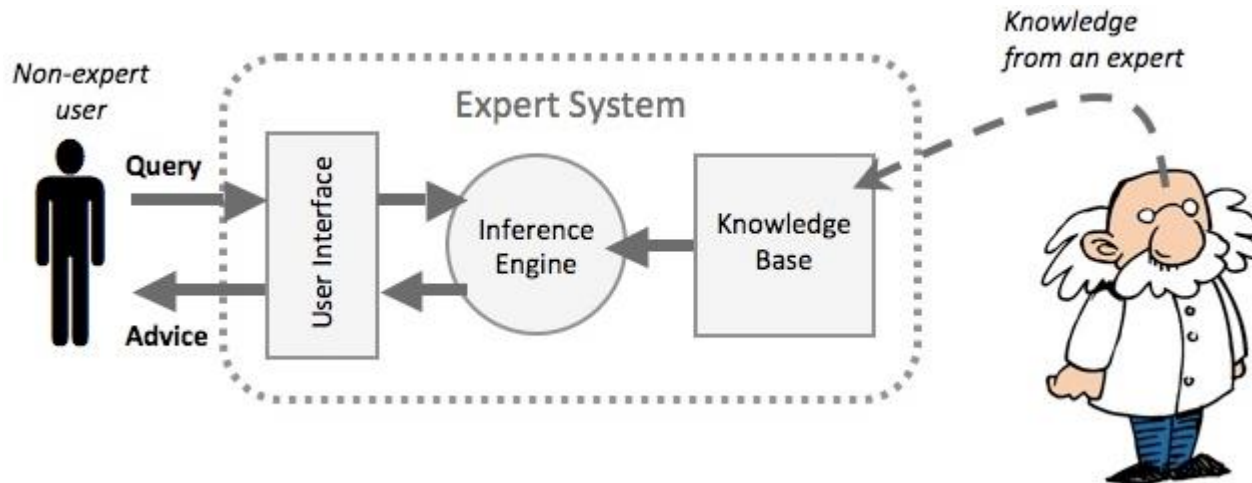 Knowledge
from an expert
Non-expert
user
Expert System
Query
User Interface
Inference
Engine
Knowledge
Base
Advice